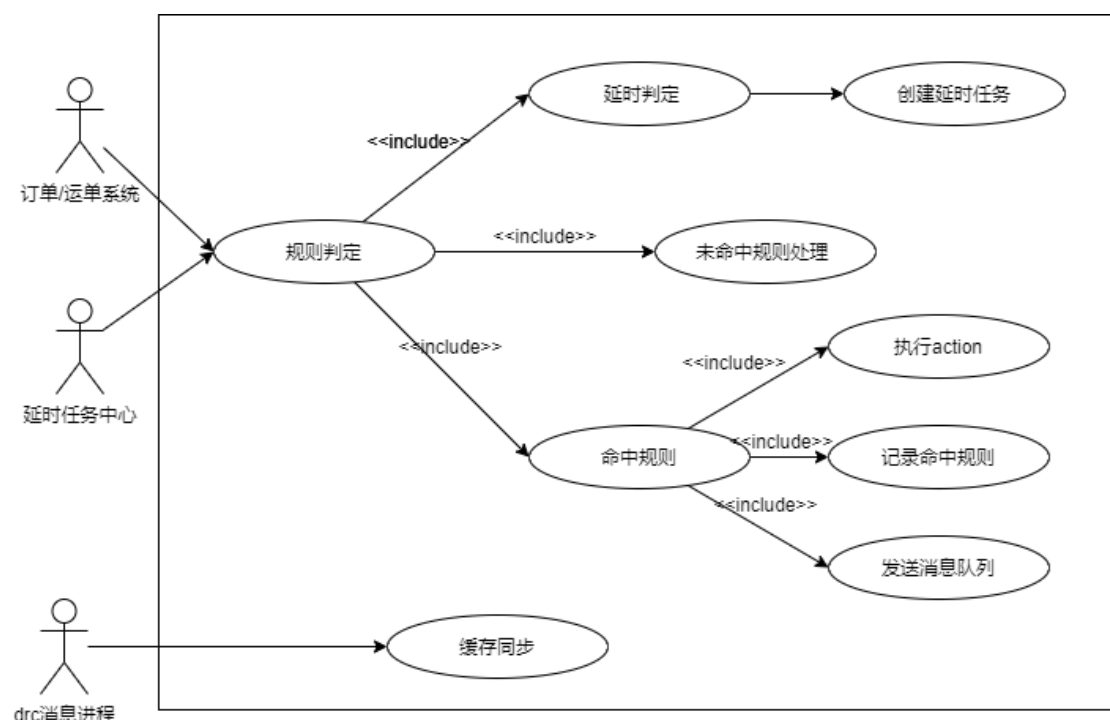 延时判定
创建延时任务
<<include>>
订单/运单系统
规则判定
<<include>>
未命中规则处理
<<include>>
执行action
<<include>>
延时任务中心
命中规则
<<include>>
记录命中规则
<<include>>
发送消息队列
缓存同步
drc消息进程